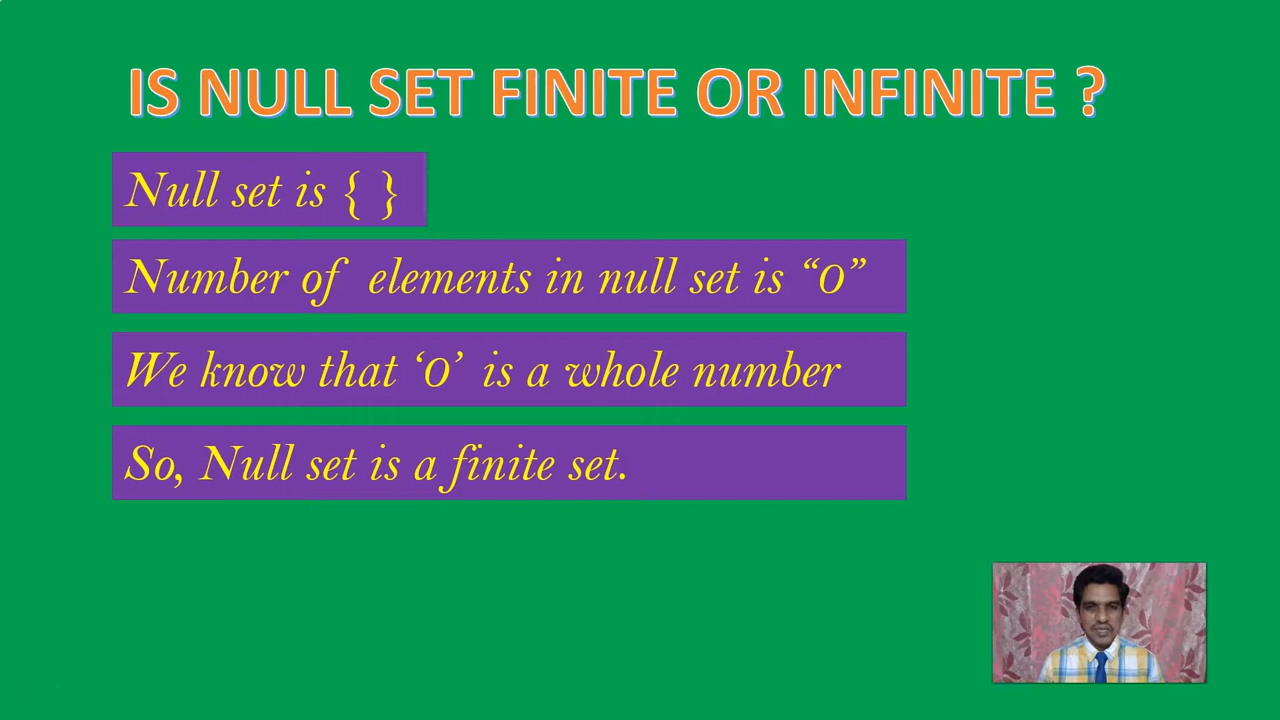 IS NULL SET FINITE OR INFINITE ?
Null set is { }
Number of elements in null set is “0”
We know that ‘0’ is a whole number
So, Null set is a finite set.